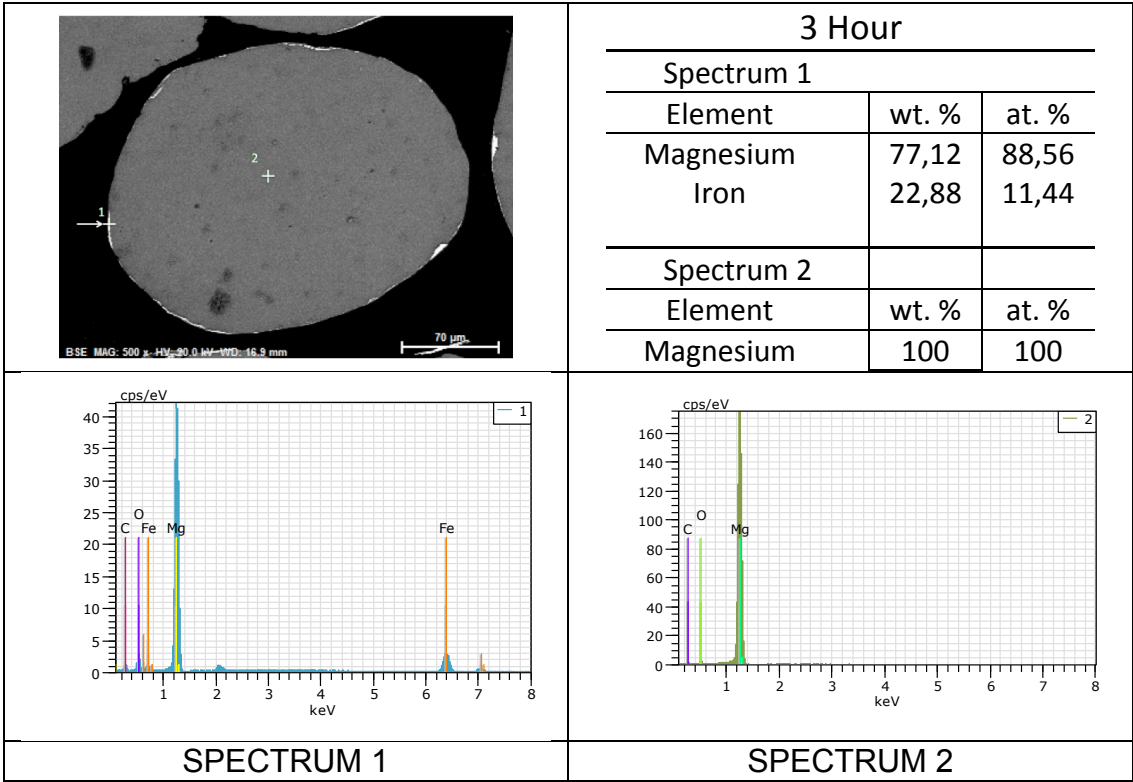 2
1
BSE MAG: 500 x HV: 20.0 kV WD: 16.9 mm
70 µm
3 Hour
Spectrum 1
Element wt. % at. %
Magnesium 77,12 88,56
Iron 22,88 11,44
Spectrum 2
Element wt. % at. %
Magnesium 100 100
cps/eV
1
40
35
30
25
20
15
10
5
0
C O Fe Mg Fe
1 2 3 4 5 6 7 8
keV
cps/eV
2
160
140
120
100
80
60
40
20
0
C O Mg
1 2 3 4 5 6 7 8
keV
SPECTRUM 1
SPECTRUM 2